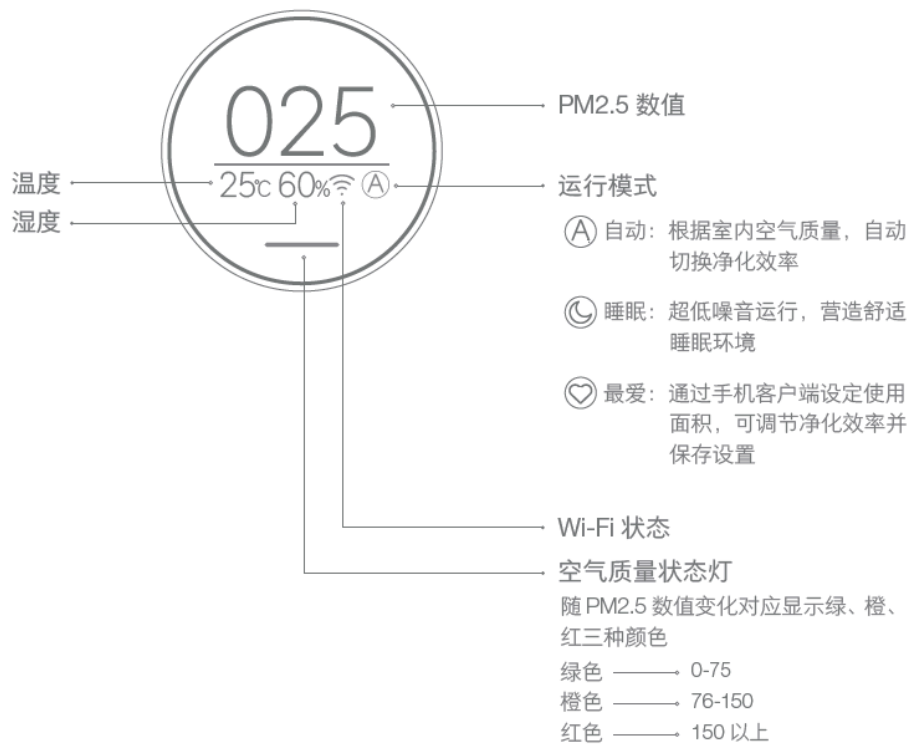 025
PM2.5 数值
25℃ 60%
A
温度
湿度
运行模式
A 自动：根据室内空气质量，自动
切换净化效率
睡眠：超低噪音运行，营造舒适
睡眠环境
最爱：通过手机客户端设定使用
面积，可调节净化效率并
保存设置
Wi-Fi 状态
空气质量状态灯
随 PM2.5 数值变化对应显示绿、橙、
红三种颜色
绿色 0-75
橙色 76-150
红色 150 以上